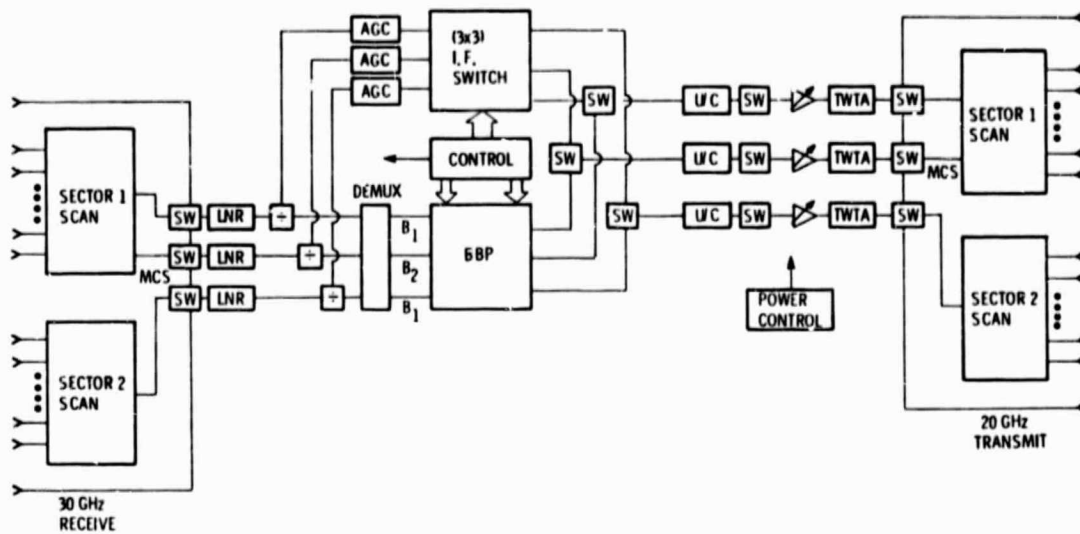 AGC
AGC
AGC
(3x3)
I.F.
SWITCH
SW
U/C
SW
TWTA
SW
SECTOR 1
SCAN
CONTROL
SW
U/C
SW
TWTA
SW
MCS
SECTOR 1
SCAN
DEMUX
SW
LNR
÷
B1
BBP
SW
U/C
SW
TWTA
SW
MCS
SW
LNR
÷
B2
SW
LNR
÷
B1
POWER
CONTROL
SECTOR 2
SCAN
SECTOR 2
SCAN
20 GHz
TRANSMIT
30 GHz
RECEIVE